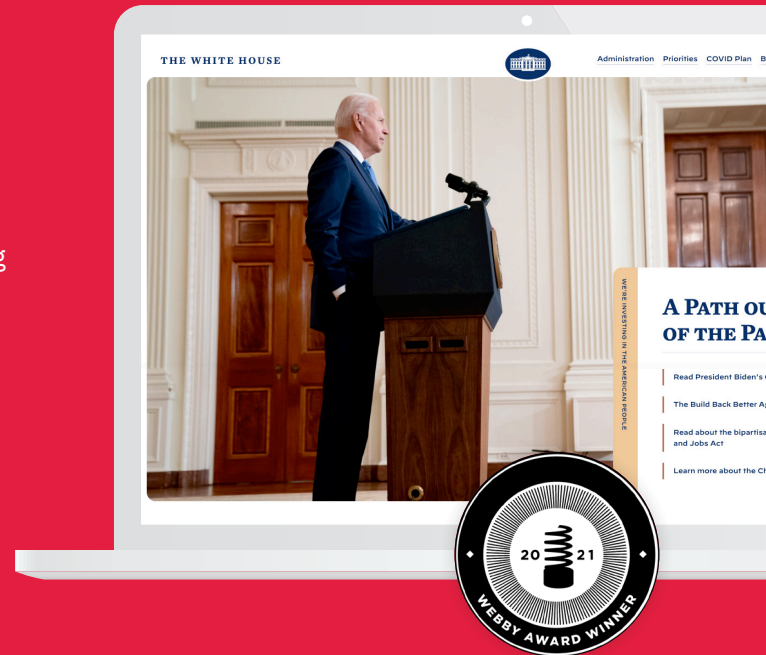 THE WHITE HOUSE
Administration Priorities COVID Plan B
g
WE'RE INVESTING IN THE AMERICAN PEOPLE
A PATH OU
OF THE PA
Read President Biden's
The Build Back Better Ag
Read about the bipartisa
and Jobs Act
Learn more about the Ch
20 21
WEBBY AWARD WINNER